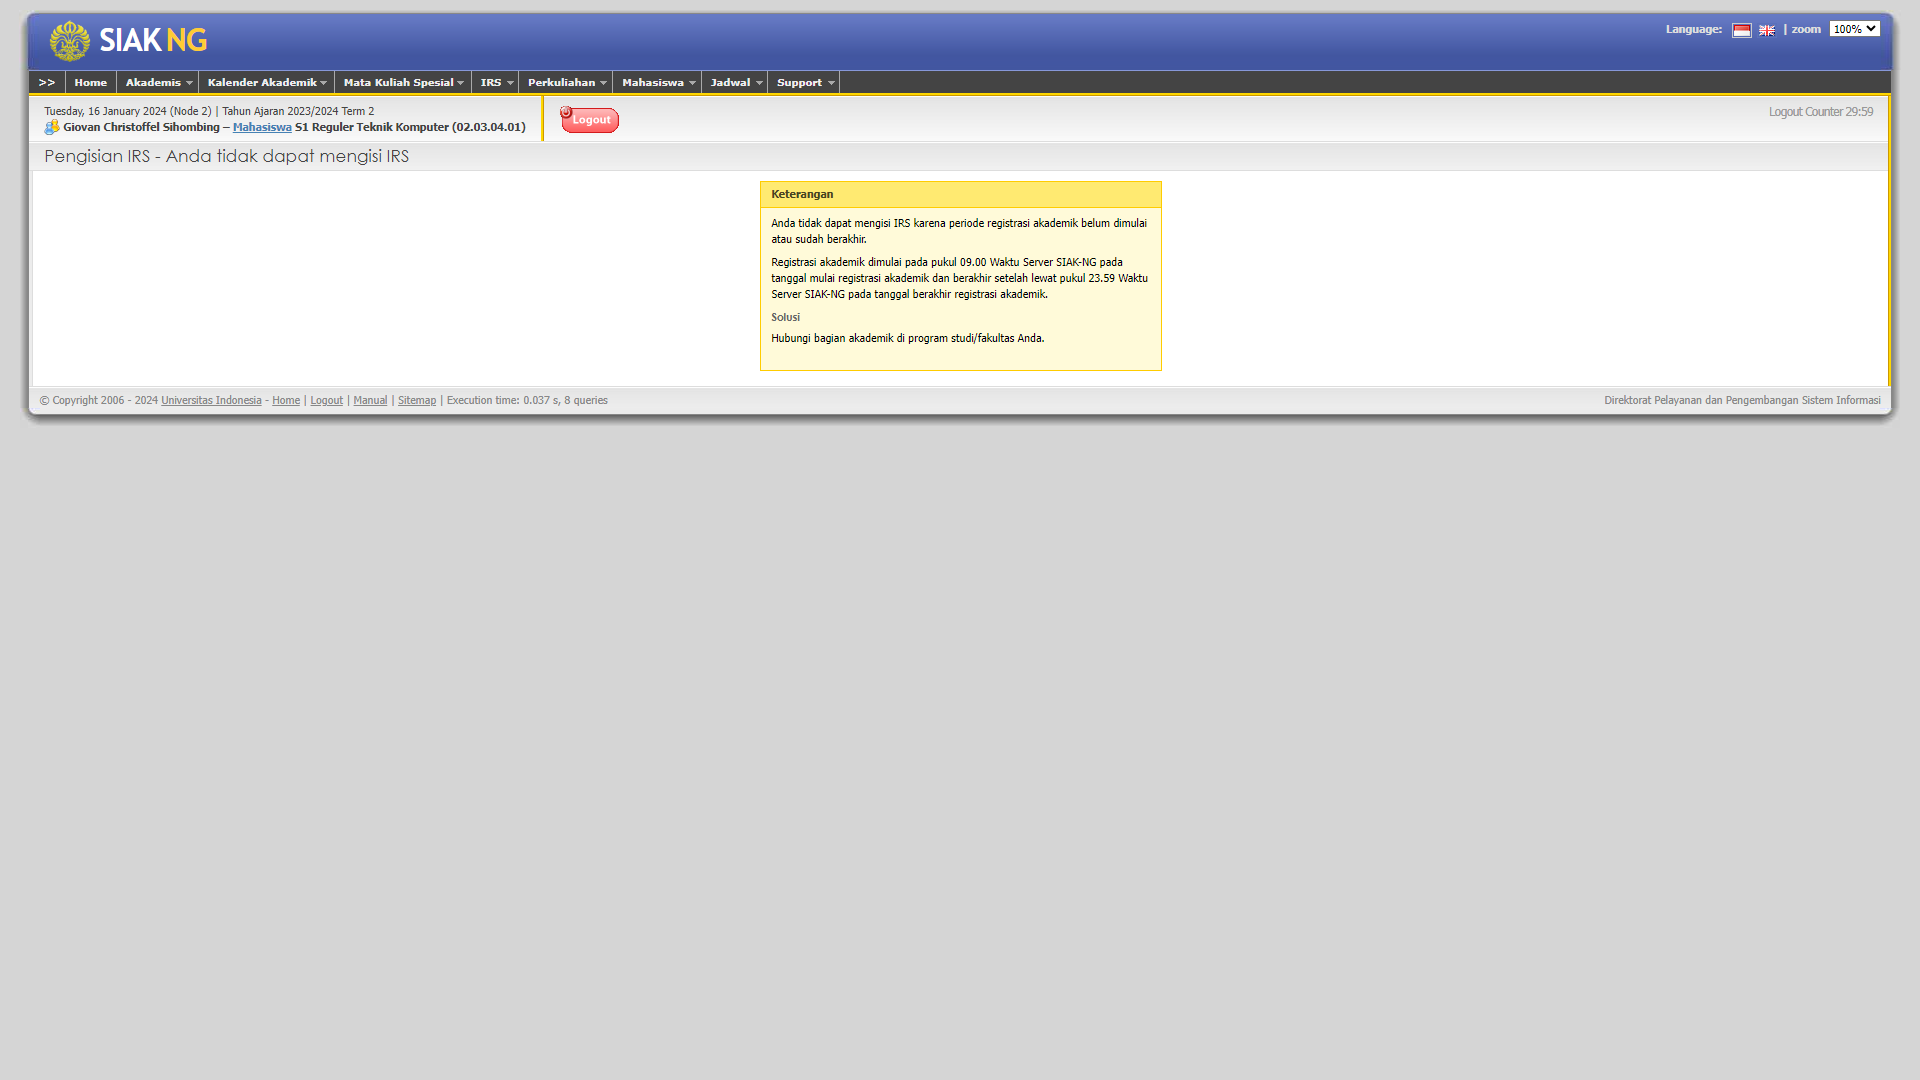 SIAK NG
Language: | zoom 100%
>> Home Akademis Kalender Akademik Mata Kuliah Spesial IRS Perkuliahan Mahasiswa Jadwal Support
Tuesday, 16 January 2024 (Node 2) | Tahun Ajaran 2023/2024 Term 2
Giovan Christoffel Sihombing – Mahasiswa S1 Reguler Teknik Komputer (02.03.04.01)
Logout
Logout Counter 29:59
Pengisian IRS - Anda tidak dapat mengisi IRS
Keterangan
Anda tidak dapat mengisi IRS karena periode registrasi akademik belum dimulai
atau sudah berakhir.
Registrasi akademik dimulai pada pukul 09.00 Waktu Server SIAK-NG pada
tanggal mulai registrasi akademik dan berakhir setelah lewat pukul 23.59 Waktu
Server SIAK-NG pada tanggal berakhir registrasi akademik.
Solusi
Hubungi bagian akademik di program studi/fakultas Anda.
© Copyright 2006 - 2024 Universitas Indonesia - Home | Logout | Manual | Sitemap | Execution time: 0.037 s, 8 queries
Direktorat Pelayanan dan Pengembangan Sistem Informasi